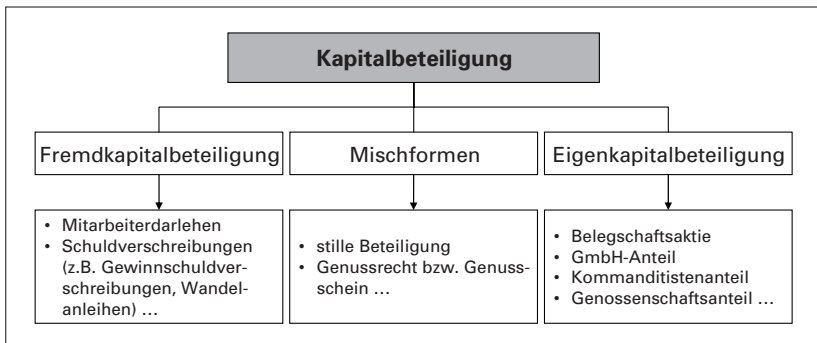 Kapitalbeteiligung
Fremdkapitalbeteiligung
Mischformen
Eigenkapitalbeteiligung
• Mitarbeiterdarlehen
• Schuldverschreibungen
(z.B. Gewinnschuldver-
schreibungen, Wandel-
anleihen) ...
• stille Beteiligung
• Genussrecht bzw. Genuss-
schein ...
• Belegschaftsaktie
• GmbH-Anteil
• Kommanditistenanteil
• Genossenschaftsanteil ...